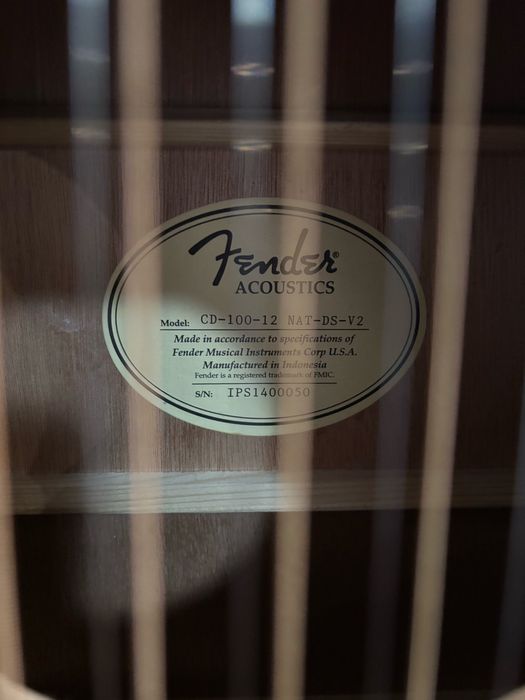 Fender®
ACOUSTICS
Model: CD-100-12 NAT-DS-V2
Made in accordance to specifications of
Fender Musical Instruments Corp U.S.A.
Manufactured in Indonesia
Fender is a registered trademark of FMIC.
S/N: IPS1400050